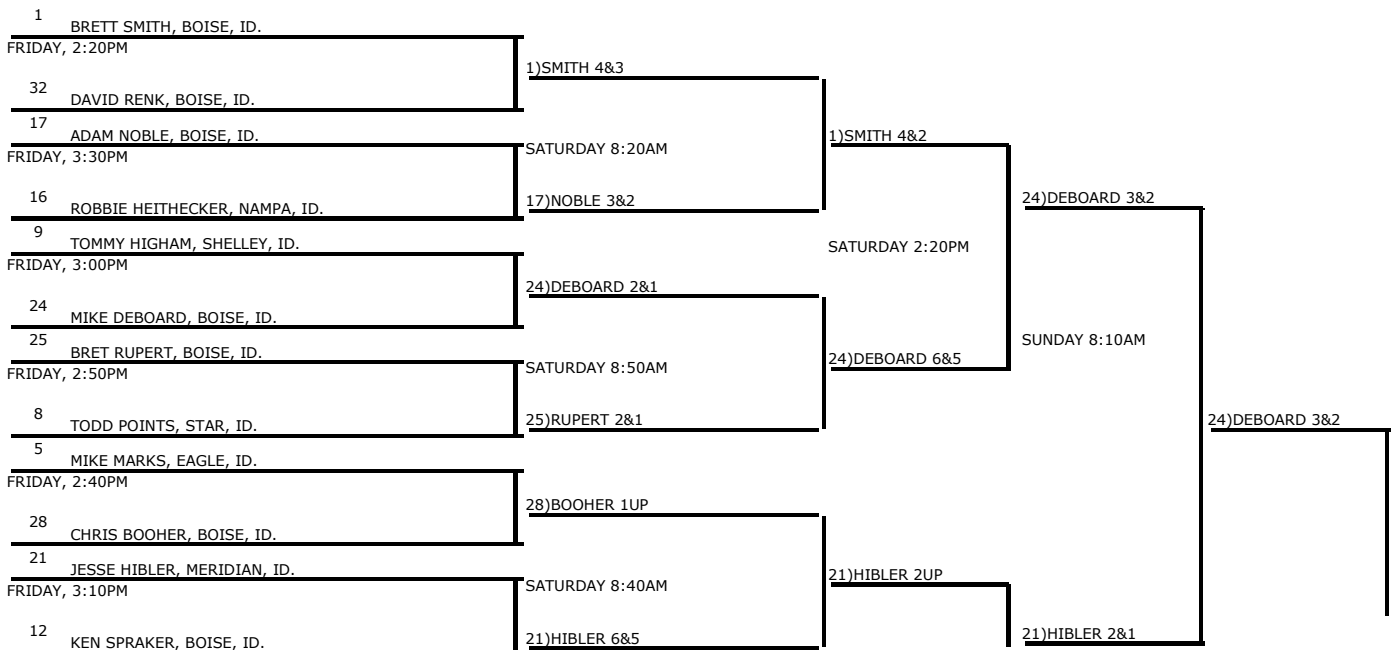 1
BRETT SMITH, BOISE, ID.
FRIDAY, 2:20PM
1)SMITH 4&3
32
DAVID RENK, BOISE, ID.
17
ADAM NOBLE, BOISE, ID.
1)SMITH 4&2
SATURDAY 8:20AM
FRIDAY, 3:30PM
16
ROBBIE HEITHECKER, NAMPA, ID.
17)NOBLE 3&2
24)DEBOARD 3&2
9
TOMMY HIGHAM, SHELLEY, ID.
SATURDAY 2:20PM
FRIDAY, 3:00PM
24)DEBOARD 2&1
24
MIKE DEBOARD, BOISE, ID.
25
BRET RUPERT, BOISE, ID.
SUNDAY 8:10AM
24)DEBOARD 6&5
SATURDAY 8:50AM
FRIDAY, 2:50PM
8
TODD POINTS, STAR, ID.
25)RUPERT 2&1
24)DEBOARD 3&2
5
MIKE MARKS, EAGLE, ID.
FRIDAY, 2:40PM
28)BOOHER 1UP
28
CHRIS BOOHER, BOISE, ID.
21
JESSE HIBLER, MERIDIAN, ID.
21)HIBLER 2UP
SATURDAY 8:40AM
FRIDAY, 3:10PM
12
KEN SPRAKER, BOISE, ID.
21)HIBLER 6&5
21)HIBLER 2&1